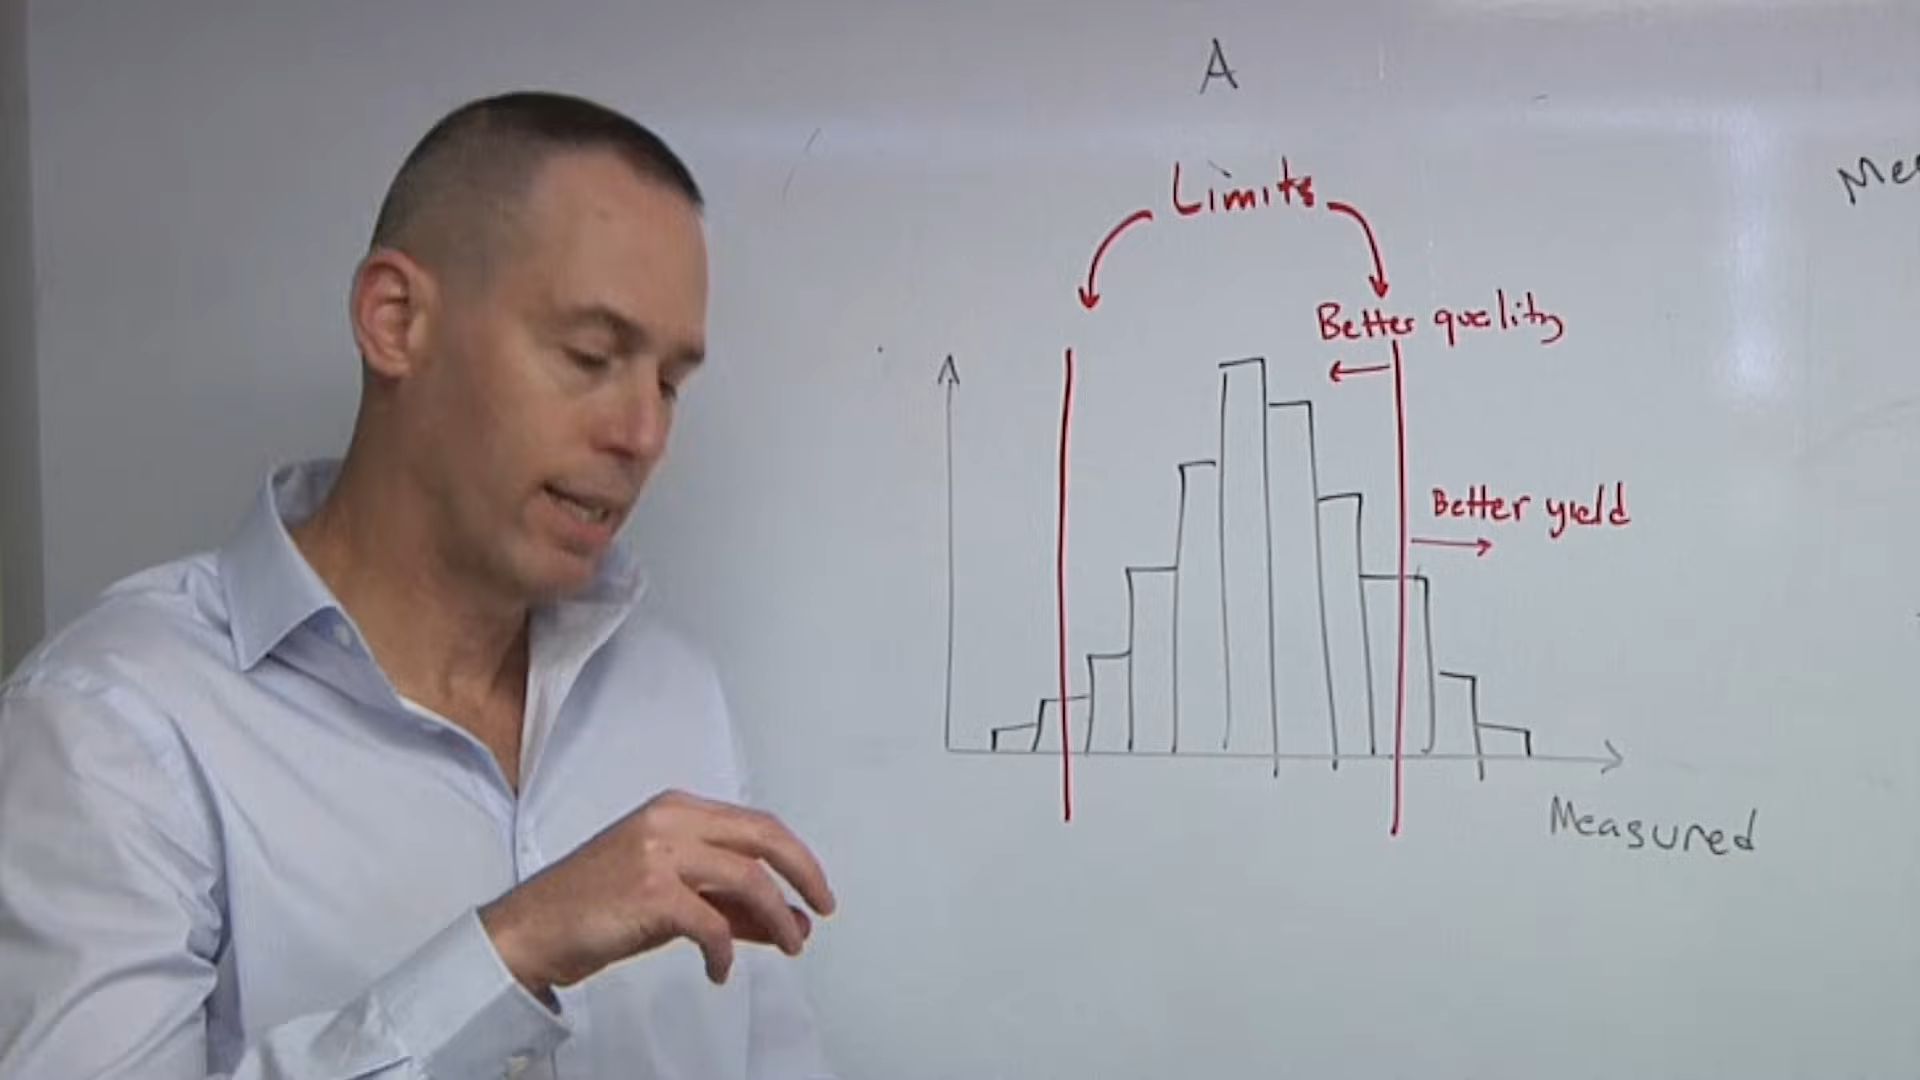 A
Limits
Better quality
Better yield
Measured